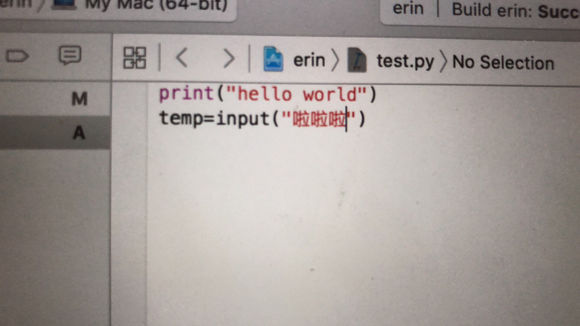 erin 〉 My Mac (64-bit)
erin | Build erin: Succ
erin 〉 test.py 〉 No Selection
M
A
print("hello world")
temp=input("啦啦啦")